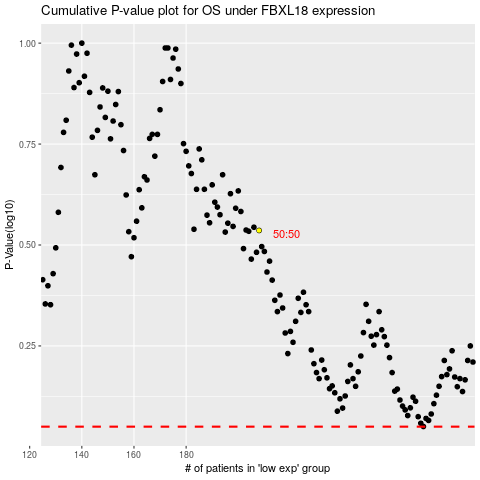 Cumulative P-value plot for OS under FBXL18 expression
P-Value(log10)
1.00
0.75
0.50
0.25
50:50
120 140 160 180
# of patients in 'low exp' group